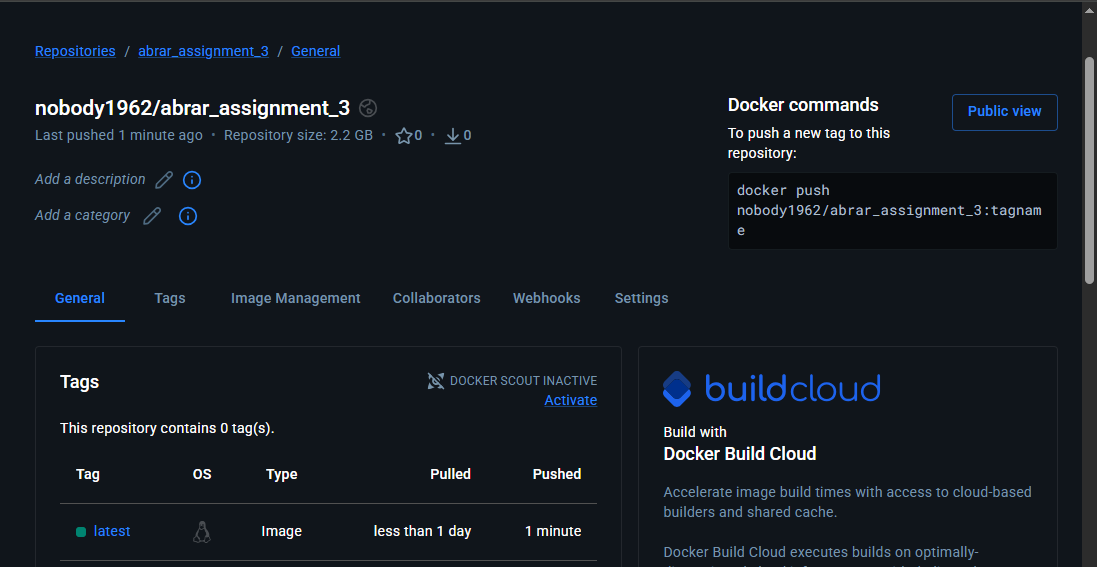 Repositories / abrar_assignment_3 / General
nobody1962/abrar_assignment_3
Last pushed 1 minute ago • Repository size: 2.2 GB • 0 • 0
Add a description
Add a category
Docker commands
Public view
To push a new tag to this
repository:
docker push
nobody1962/abrar_assignment_3:tagnam
e
General Tags Image Management Collaborators Webhooks Settings
Tags
DOCKER SCOUT INACTIVE
Activate
This repository contains 0 tag(s).
Tag OS Type Pulled Pushed
latest Image less than 1 day 1 minute
buildcloud
Build with
Docker Build Cloud
Accelerate image build times with access to cloud-based
builders and shared cache.
Docker Build Cloud executes builds on optimally-